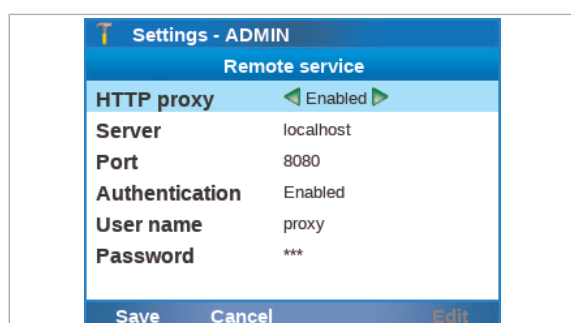 Settings - ADMIN
Remote service
HTTP proxy Enabled
Server localhost
Port 8080
Authentication Enabled
User name proxy
Password ***
Save Cancel Edit